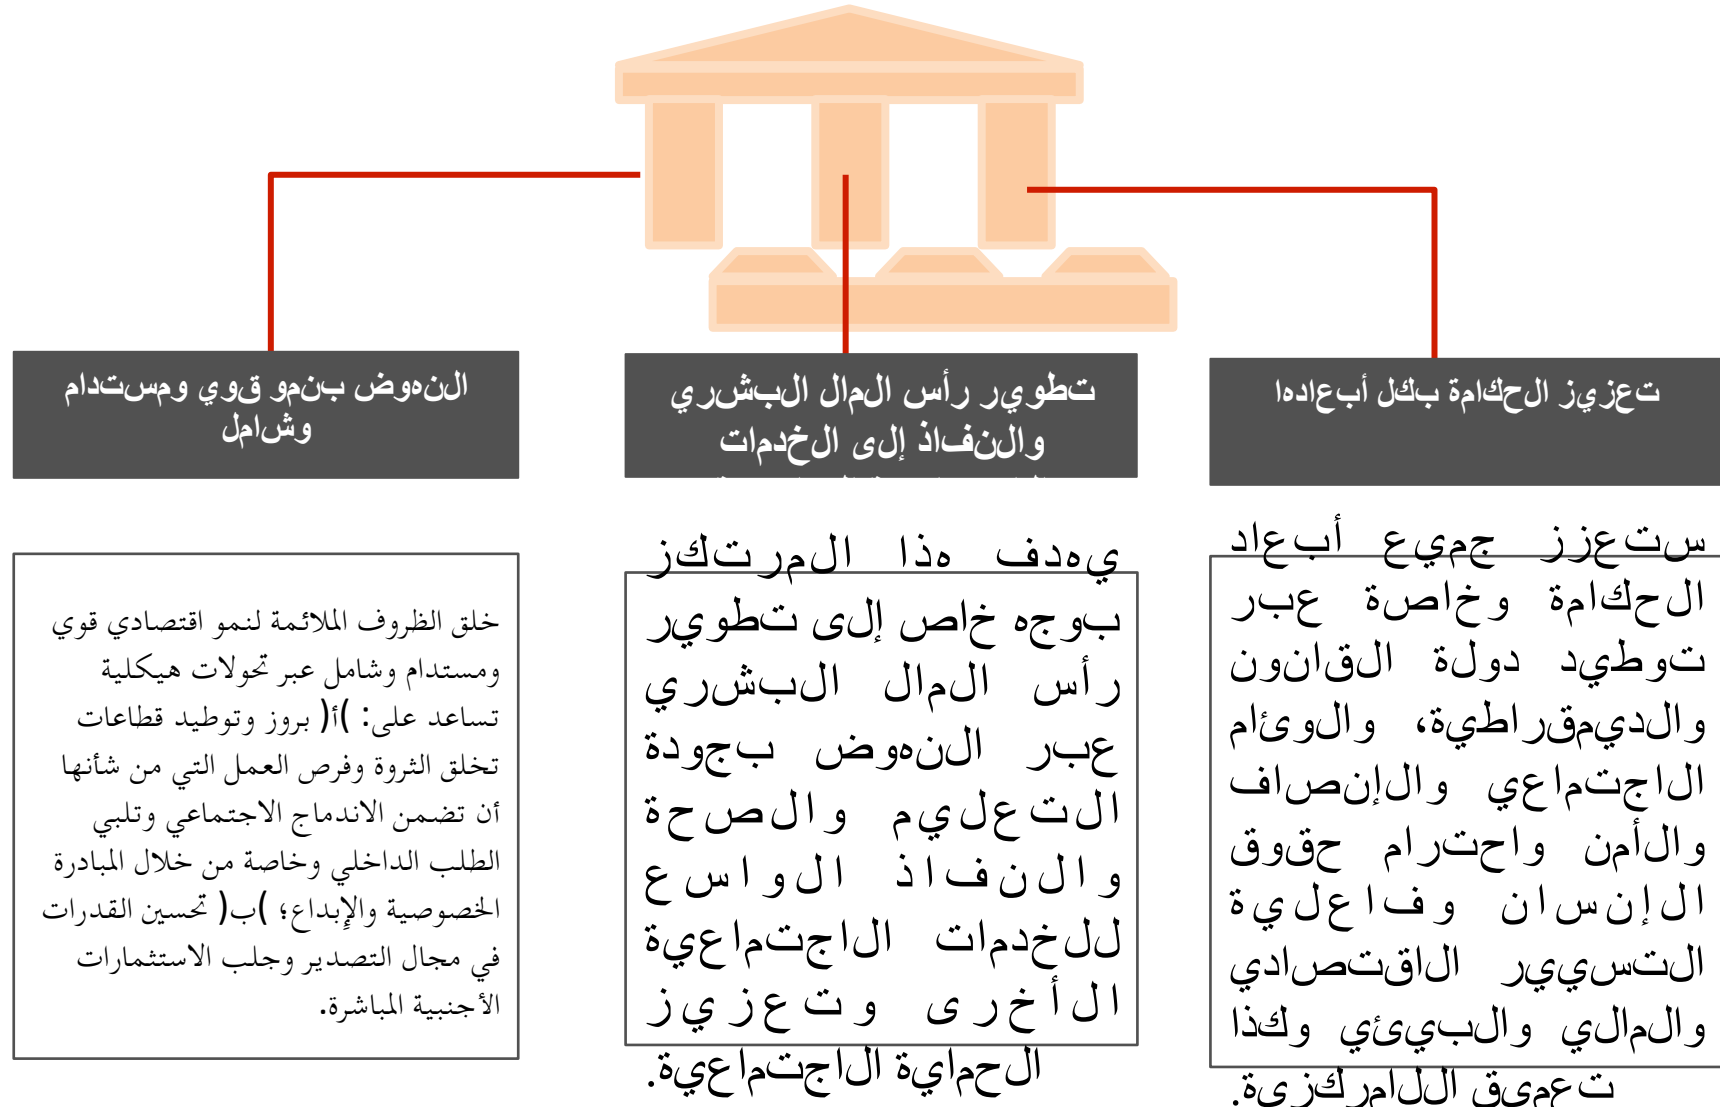 النهوض بنمو قوي ومستدام
وشامل
تطوير رأس المال البشري
والنفاذ إلى الخدمات
تعزيز الحكامة بكل أبعادها
خلق الظروف الملائمة لنمو اقتصادي قوي
ومستدام وشامل عبر تحولات هيكلية
تساعد على: )أ( بروز وتوطيد قطاعات
تخلق الثروة وفرص العمل التي من شأنها
أن تضمن الاندماج الاجتماعي وتلبي
الطلب الداخلي وخاصة من خلال المبادرة
الخصوصية والإبداع؛ )ب( تحسين القدرات
في مجال التصدير وجلب الاستثمارات
الأجنبية المباشرة.
يهدف هذا المرتكز
بوجه خاص إلى تطوير
رأس المال البشري
عبر النهوض بجودة
التعليم والصحة
والنفاذ الواسع
للخدمات الاجتماعية
الأخرى وتعزيز
الحماية الاجتماعية.
ستعزز جميع أبعاد
الحكامة وخاصة عبر
توطيد دولة القانون
والديمقراطية، والوئام
الاجتماعي والإنصاف
والأمن واحترام حقوق
الإنسان وفاعلية
التسيير الاقتصادي
والمالي والبيئي وكذا
تعميق اللامركزية.